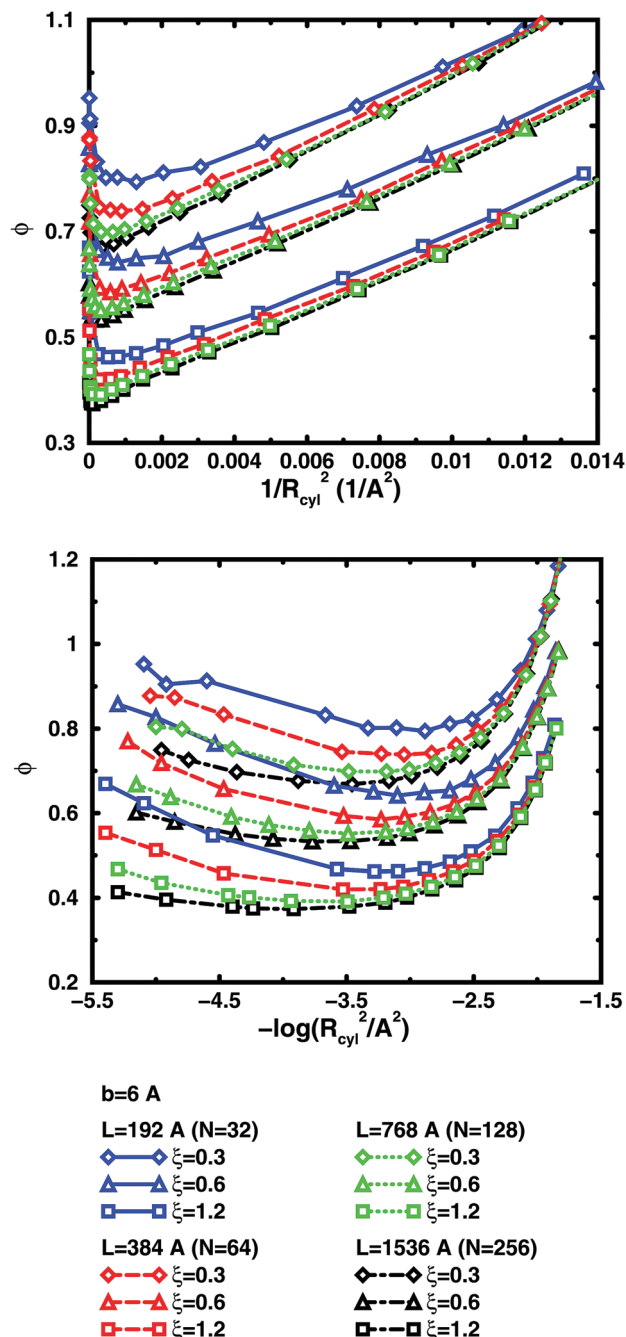 1.1
0.9
0.7
0.5
0.3
ϕ
0 0.002 0.004 0.006 0.008 0.01 0.012 0.014
1/R_cyl^2 (1/A^2)
1.2
1
0.8
0.6
0.4
0.2
ϕ
−5.5 −4.5 −3.5 −2.5 −1.5
−log(R_cyl^2/A^2)
b=6 A
L=192 A (N=32)
ξ=0.3
ξ=0.6
ξ=1.2
L=768 A (N=128)
ξ=0.3
ξ=0.6
ξ=1.2
L=384 A (N=64)
ξ=0.3
ξ=0.6
ξ=1.2
L=1536 A (N=256)
ξ=0.3
ξ=0.6
ξ=1.2